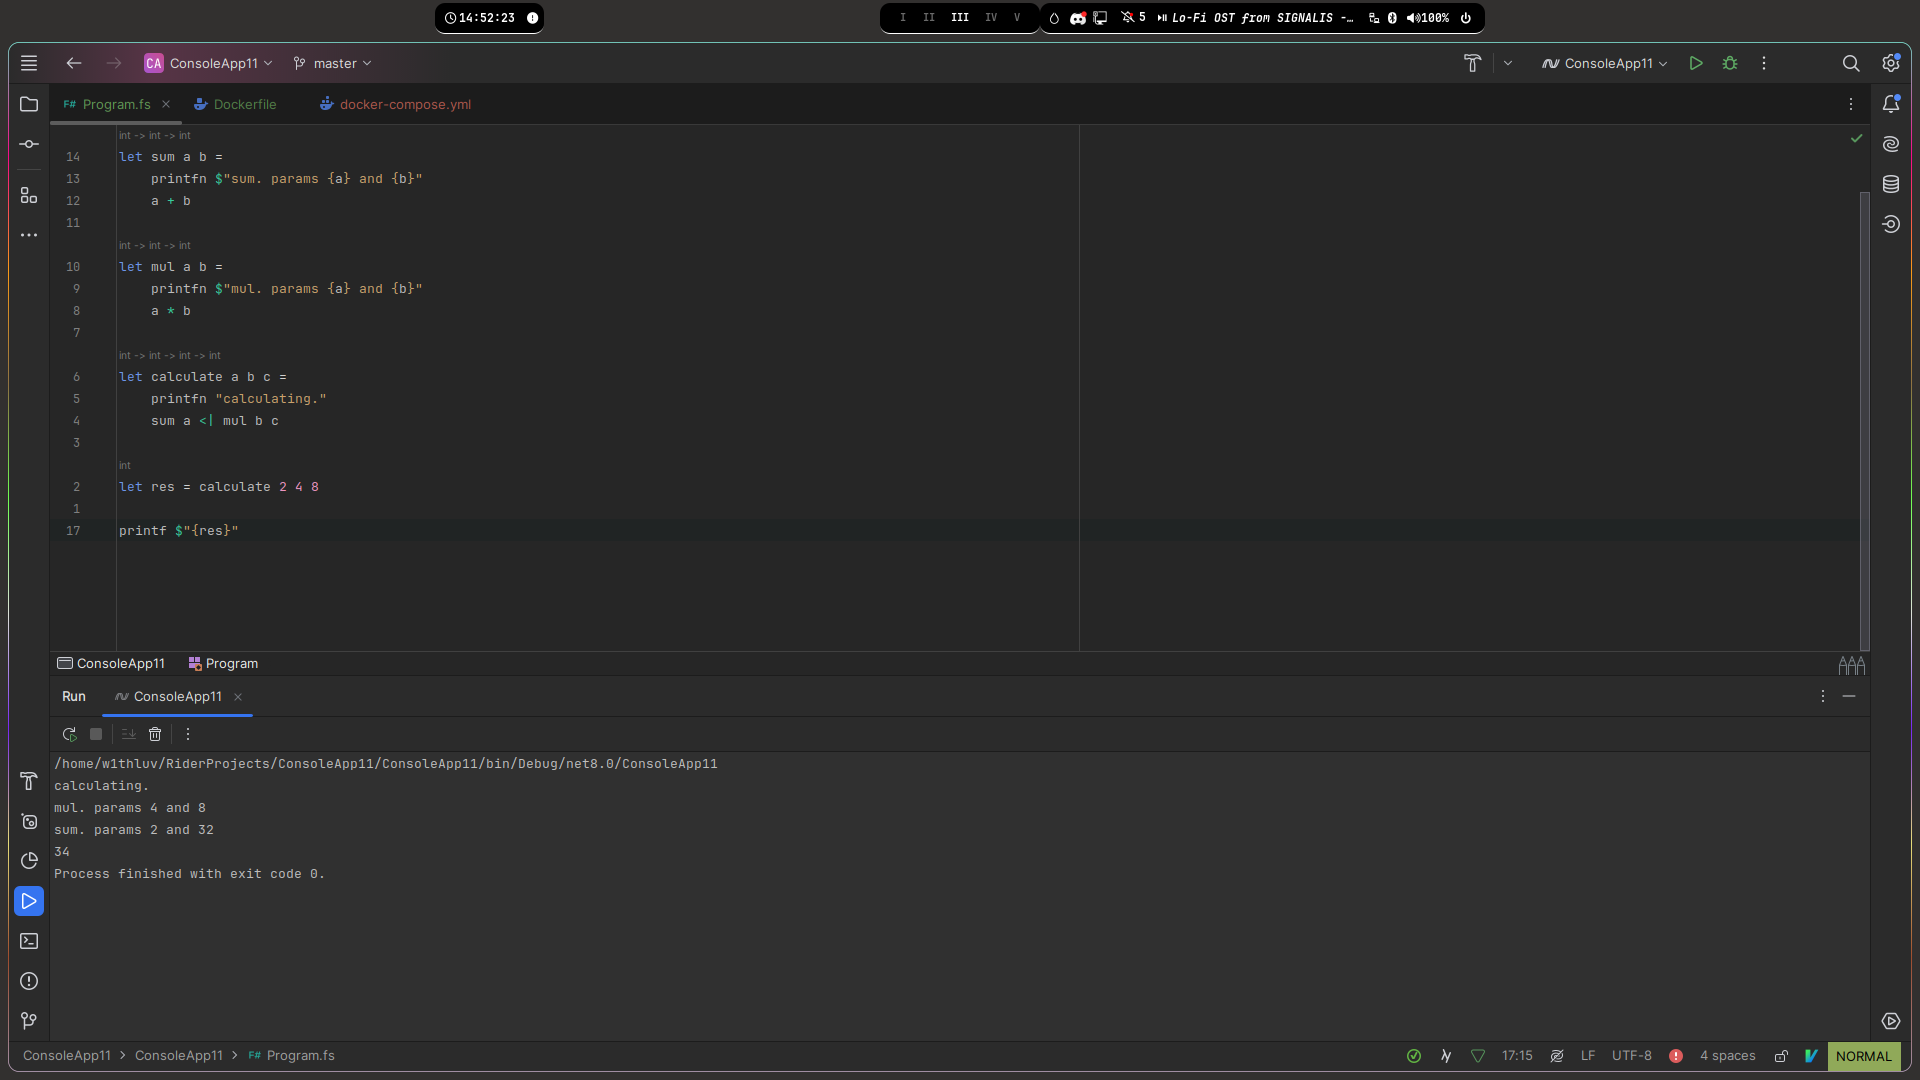 14:52:23
I II III IV V
5 Lo-Fi OST from SIGNALIS -… 100%
CA ConsoleApp11 master ConsoleApp11
F# Program.fs Dockerfile docker-compose.yml
int -> int -> int
14 let sum a b =
13 printfn $"sum. params {a} and {b}"
12 a + b
11
int -> int -> int
10 let mul a b =
9 printfn $"mul. params {a} and {b}"
8 a * b
7
int -> int -> int -> int
6 let calculate a b c =
5 printfn "calculating."
4 sum a <| mul b c
3
int
2 let res = calculate 2 4 8
1
17 printf $"{res}"
ConsoleApp11 Program
Run ConsoleApp11
/home/w1thluv/RiderProjects/ConsoleApp11/ConsoleApp11/bin/Debug/net8.0/ConsoleApp11
calculating.
mul. params 4 and 8
sum. params 2 and 32
34
Process finished with exit code 0.
ConsoleApp11 > ConsoleApp11 > F# Program.fs 17:15 LF UTF-8 4 spaces NORMAL